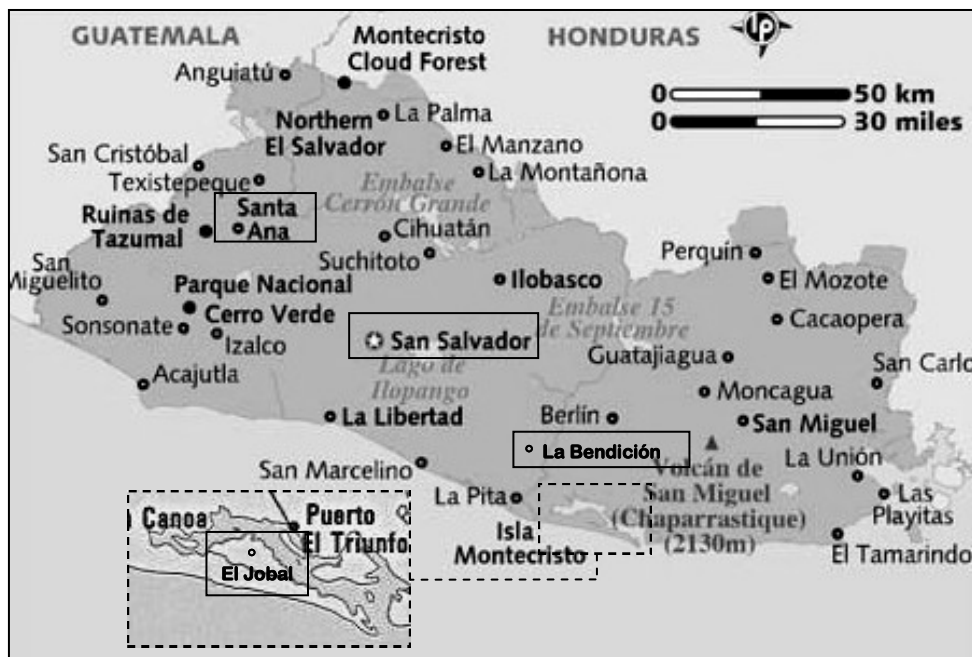 GUATEMALA
Montecristo
Cloud Forest
HONDURAS
LP
Anguiatú
0 50 km
0 30 miles
La Palma
Northern
El Salvador
El Manzano
San Cristóbal
La Montañona
Texistepeque
Embalse
Cerrón Grande
Santa
Ana
Ruinas de
Tazumal
Cihuatán
Suchitoto
Perquín
San
Miguelito
Parque Nacional
Cerro Verde
Ilobasco
El Mozote
Embalse 15
de Septiembre
Cacaopera
Sonsonate
Izalco
San Salvador
Guatajiagua
San Carlo
Lago de
Ilopango
Acajutla
Moncagua
La Libertad
Berlín
San Miguel
La Bendición
San Marcelino
Volcán de
San Miguel
(Chaparrastique)
(2130m)
La Unión
La Pita
Las
Playitas
Isla
Montecristo
El Tamarindo
Canoa
Puerto
El Triunfo
El Jobal